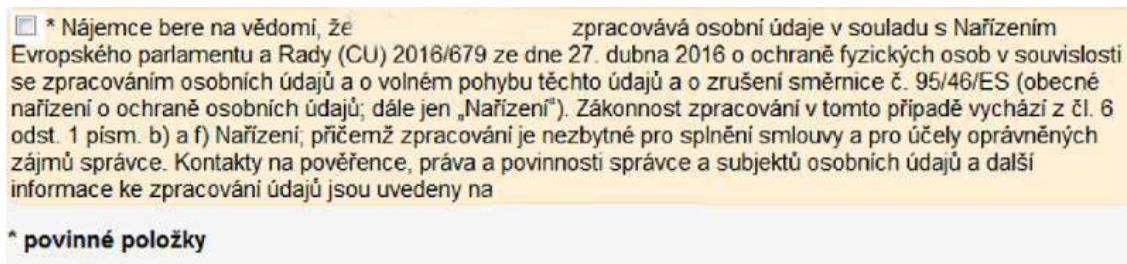 * Nájemce bere na vědomí, že zpracovává osobní údaje v souladu s Nařízením
Evropského parlamentu a Rady (CU) 2016/679 ze dne 27. dubna 2016 o ochraně fyzických osob v souvislosti
se zpracováním osobních údajů a o volném pohybu těchto údajů a o zrušení směrnice č. 95/46/ES (obecné
nařízení o ochraně osobních údajů; dále jen „Nařízení"). Zákonnost zpracování v tomto případě vychází z čl. 6
odst. 1 písm. b) a f) Nařízení; přičemž zpracování je nezbytné pro splnění smlouvy a pro účely oprávněných
zájmů správce. Kontakty na pověřence, práva a povinnosti správce a subjektů osobních údajů a další
informace ke zpracování údajů jsou uvedeny na
* povinné položky